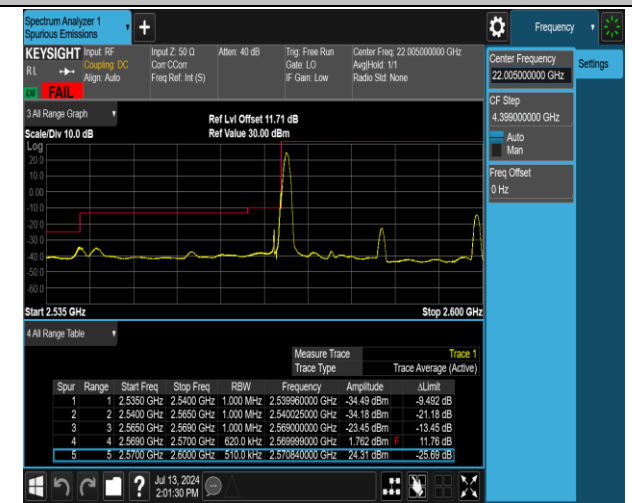 Spectrum Analyzer 1
Spurious Emissions
+
Frequency
KEYSIGHT
Input: RF
Coupling: DC
Align: Auto
Input Z: 50 Ω
Corr CCorr
Freq Ref: Int (S)
Atten: 40 dB
Trig: Free Run
Gate: LO
IF Gain: Low
Center Freq: 22.005000000 GHz
Avg|Hold: 1/1
Radio Std: None
R L
LXI
FAIL
Center Frequency
22.005000000 GHz
Settings
CF Step
4.399000000 GHz
Auto
Man
Freq Offset
0 Hz
3 All Range Graph
Ref Lvl Offset 11.71 dB
Scale/Div 10.0 dB
Ref Value 30.00 dBm
Log
20.0
10.0
0.00
-10.0
-20.0
-30.0
-40.0
-50.0
-60.0
Start 2.535 GHz
Stop 2.600 GHz
4 All Range Table
Measure Trace Trace 1
Trace Type Trace Average (Active)
Spur Range Start Freq Stop Freq RBW Frequency Amplitude ΔLimit
1 1 2.5350 GHz 2.5400 GHz 1.000 MHz 2.539960000 GHz -34.49 dBm -9.492 dB
2 2 2.5400 GHz 2.5650 GHz 1.000 MHz 2.540025000 GHz -34.18 dBm -21.18 dB
3 3 2.5650 GHz 2.5690 GHz 1.000 MHz 2.569000000 GHz -23.45 dBm -13.45 dB
4 4 2.5690 GHz 2.5700 GHz 620.0 kHz 2.569999000 GHz 1.762 dBm F 11.76 dB
5 5 2.5700 GHz 2.6000 GHz 510.0 kHz 2.570840000 GHz 24.31 dBm -25.69 dB
?
Jul 13, 2024
2:01:30 PM